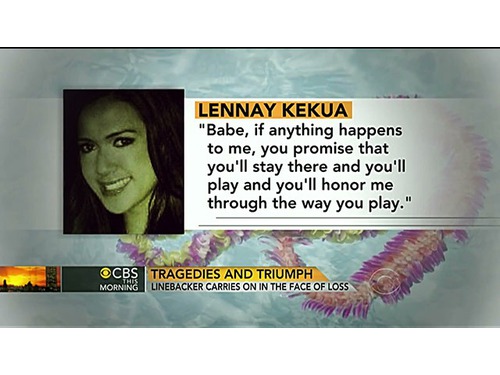 LENNAY KEKUA
"Babe, if anything happens
to me, you promise that
you'll stay there and you'll
play and you'll honor me
through the way you play."
CBS THIS MORNING
TRAGEDIES AND TRIUMPH
LINEBACKER CARRIES ON IN THE FACE OF LOSS